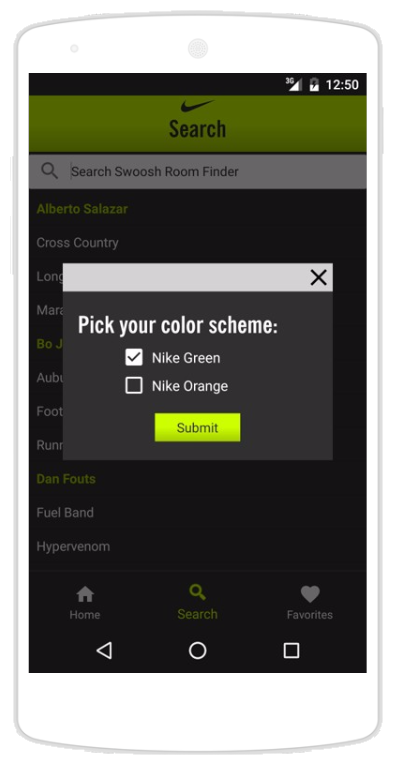 3G 12:50
Search
Search Swoosh Room Finder
Alberto Salazar
Cross Country
Long
Mara
Pick your color scheme:
Bo J
Nike Green
Aubu
Nike Orange
Foot
Submit
Runn
Dan Fouts
Fuel Band
Hypervenom
Home Search Favorites